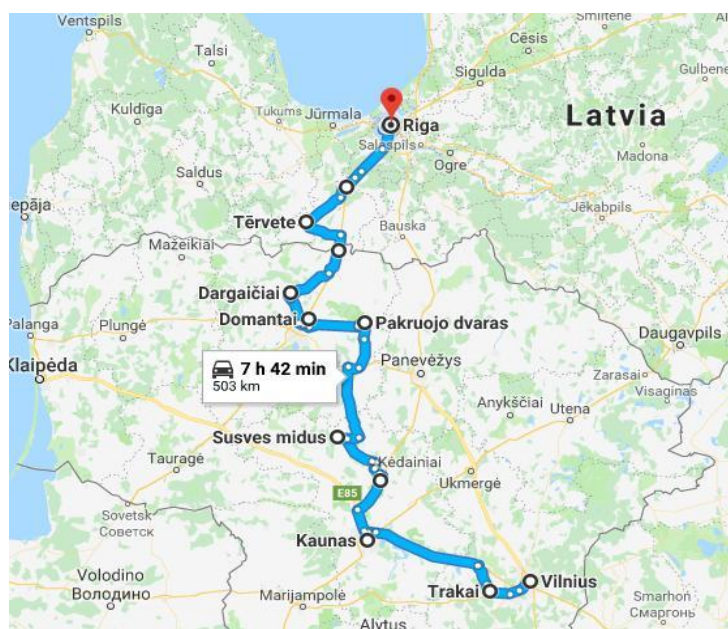 Ventspils
Smiltene
Talsi
Cēsis
Sigulda
Gulbene
Kuldīga
Tukums
Jūrmala
Riga
Latvia
Salaspils
Ogre
Madona
Saldus
epāja
Jēkabpils
Tērvete
Bauska
Mažeikiai
Dargaičiai
Domantai
Pakruojo dvaras
Palanga
Plungė
Daugavpils
Klaipėda
7 h 42 min
503 km
Panevėžys
Zarasai
Visaginas
Anykščiai
Utena
Susves midus
Tauragė
Kėdainiai
Ukmergė
E85
Sovetsk
Советск
Kaunas
Volodino
Володино
Trakai
Vilnius
Marijampolė
Smarhoń
Смаргонь
Alytus